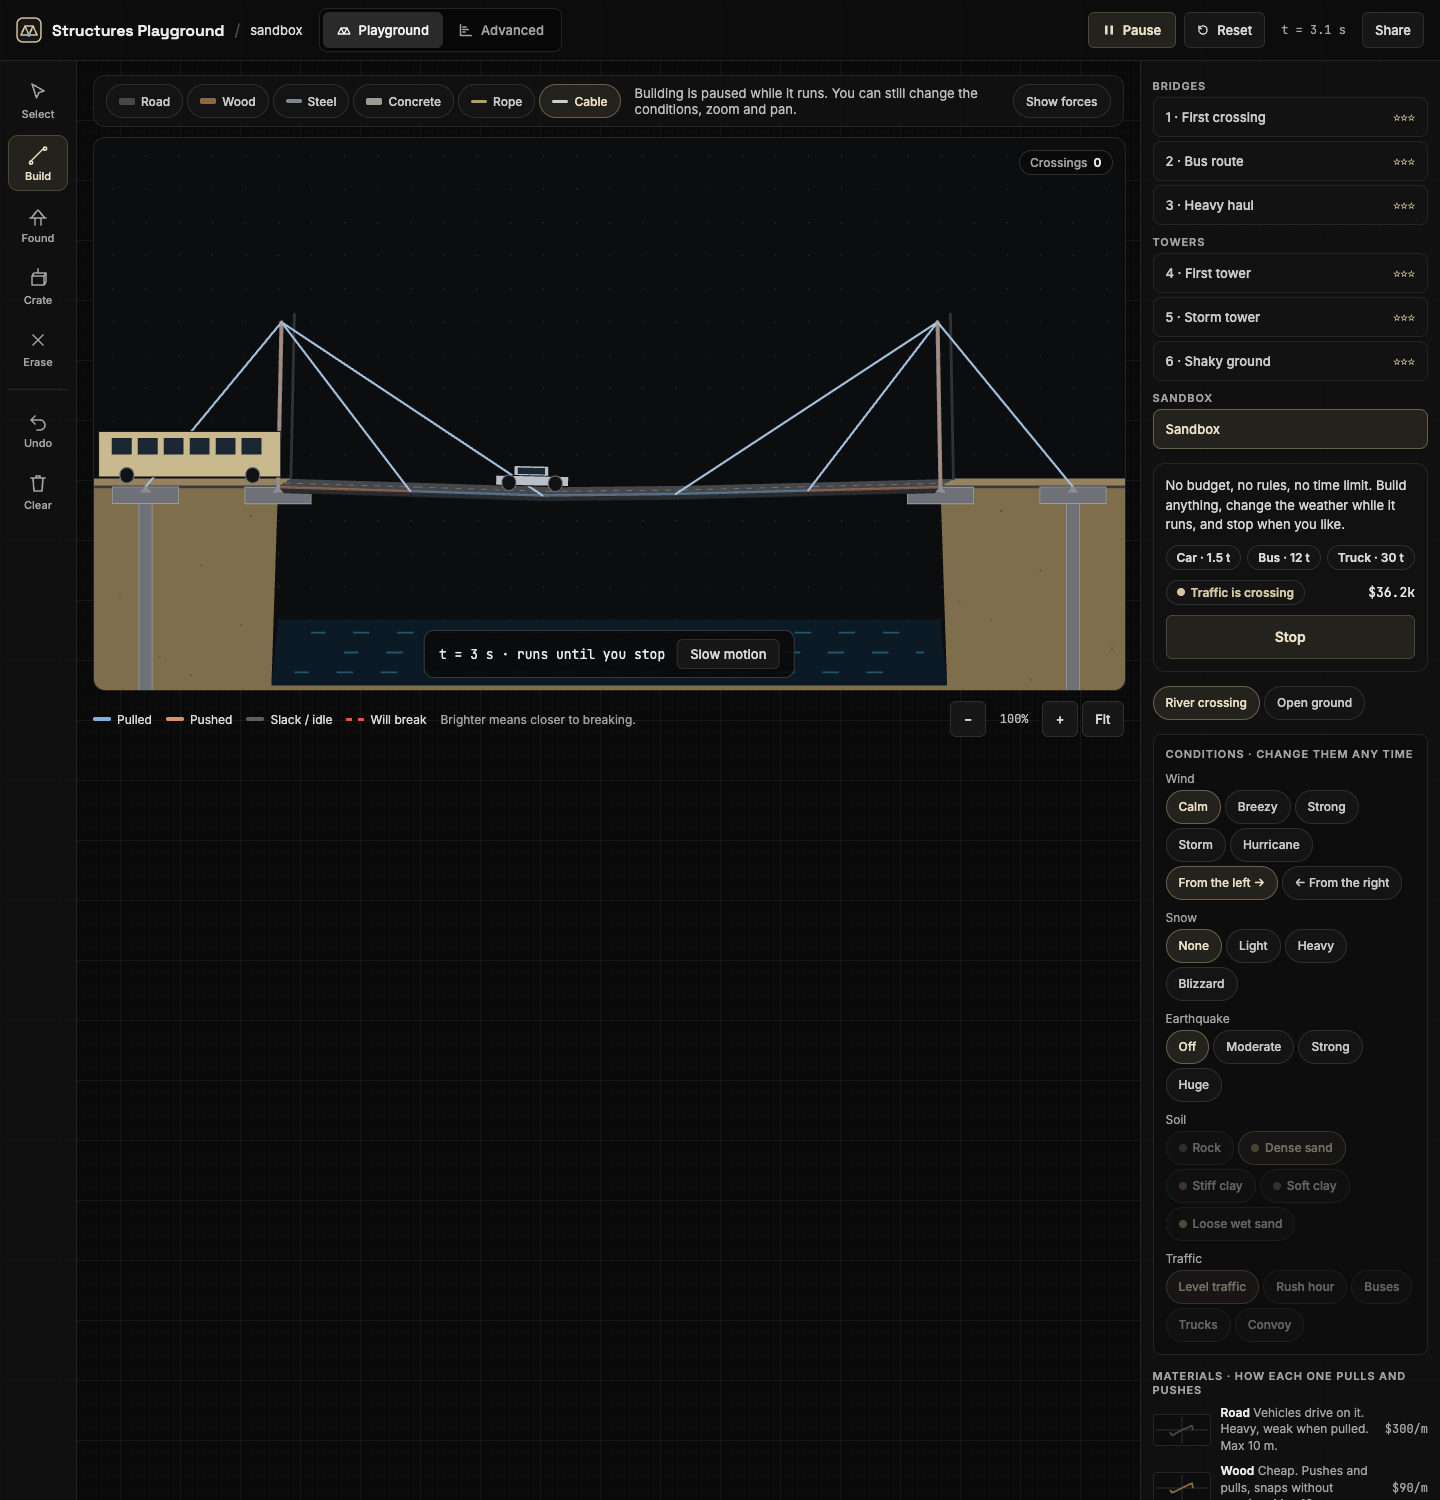 Structures Playground / sandbox
Playground
Advanced
Pause
Reset
t = 3.1 s
Share
Select
Build
Found
Crate
Erase
Undo
Clear
Road
Wood
Steel
Concrete
Rope
Cable
Building is paused while it runs. You can still change the
conditions, zoom and pan.
Show forces
Crossings 0
t = 3 s · runs until you stop
Slow motion
Pulled
Pushed
Slack / idle
Will break
Brighter means closer to breaking.
−
100%
+
Fit
BRIDGES
1 · First crossing ☆☆☆
2 · Bus route ☆☆☆
3 · Heavy haul ☆☆☆
TOWERS
4 · First tower ☆☆☆
5 · Storm tower ☆☆☆
6 · Shaky ground ☆☆☆
SANDBOX
Sandbox
No budget, no rules, no time limit. Build
anything, change the weather while it
runs, and stop when you like.
Car · 1.5 t
Bus · 12 t
Truck · 30 t
Traffic is crossing
$36.2k
Stop
River crossing
Open ground
CONDITIONS · CHANGE THEM ANY TIME
Wind
Calm
Breezy
Strong
Storm
Hurricane
From the left →
← From the right
Snow
None
Light
Heavy
Blizzard
Earthquake
Off
Moderate
Strong
Huge
Soil
Rock
Dense sand
Stiff clay
Soft clay
Loose wet sand
Traffic
Level traffic
Rush hour
Buses
Trucks
Convoy
MATERIALS · HOW EACH ONE PULLS AND
PUSHES
Road Vehicles drive on it.
Heavy, weak when pulled.
Max 10 m.
$300/m
Wood Cheap. Pushes and
pulls, snaps without
$90/m